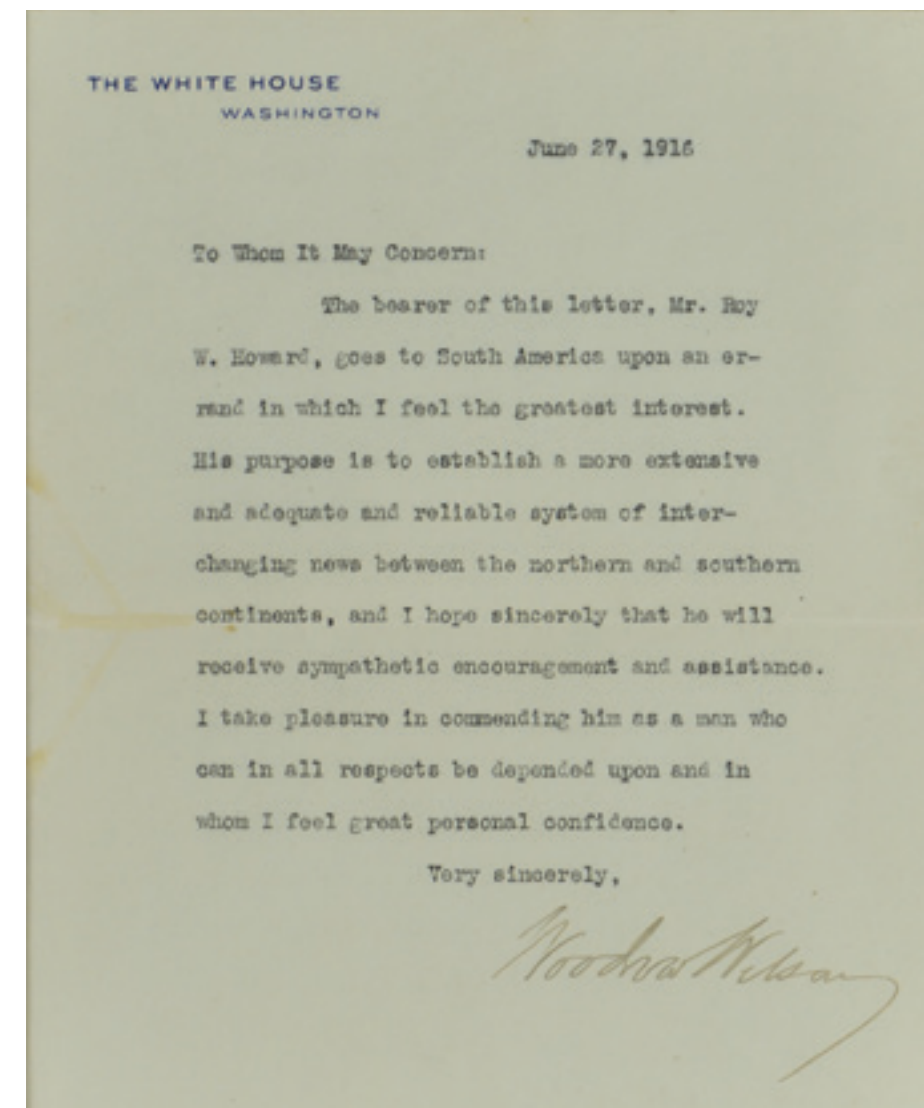 THE WHITE HOUSE
WASHINGTON
June 27, 1916
To Whom It May Concern:
The bearer of this letter, Mr. Roy
W. Howard, goes to South America upon an er-
rand in which I feel the greatest interest.
His purpose is to establish a more extensive
and adequate and reliable system of inter-
changing news between the northern and southern
continents, and I hope sincerely that he will
receive sympathetic encouragement and assistance.
I take pleasure in commending him as a man who
can in all respects be depended upon and in
whom I feel great personal confidence.
Very sincerely,
Woodrow Wilson